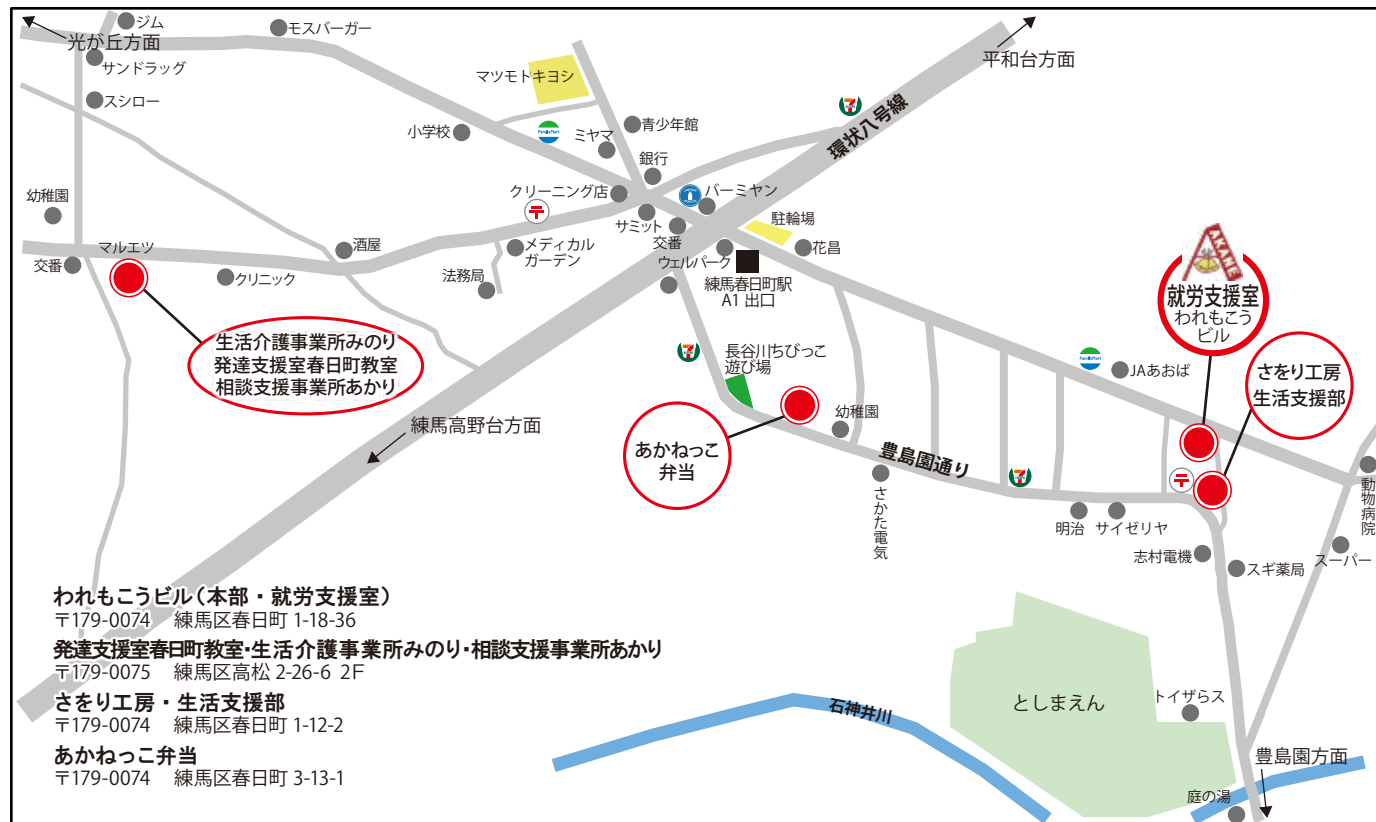 ジム
モスバーガー
光が丘方面
サンドラッグ
スシロー
平和台方面
マツモトキヨシ
環状八号線
小学校
FamilyMart
ミヤマ
青少年館
銀行
幼稚園
クリーニング店
バーミヤン
サミット
交番
駐輪場
花昌
マルエツ
交番
酒屋
クリニック
メディカル
ガーデン
法務局
ウェルパーク
練馬春日町駅
A1 出口
AKANE
就労支援室
われもこう
ビル
生活介護事業所みのり
発達支援室春日町教室
相談支援事業所あかり
長谷川ちびっこ
遊び場
FamilyMart
JAあおば
さをり工房
生活支援部
練馬高野台方面
あかねっこ
弁当
幼稚園
豊島園通り
さかた電気
明治
サイゼリヤ
志村電機
スギ薬局
動物病院
スーパー
われもこうビル(本部・就労支援室)
〒179-0074 練馬区春日町 1-18-36
発達支援室春日町教室・生活介護事業所みのり・相談支援事業所あかり
〒179-0075 練馬区高松 2-26-6 2F
さをり工房・生活支援部
〒179-0074 練馬区春日町 1-12-2
あかねっこ弁当
〒179-0074 練馬区春日町 3-13-1
石神井川
としまえん
トイザらス
豊島園方面
庭の湯